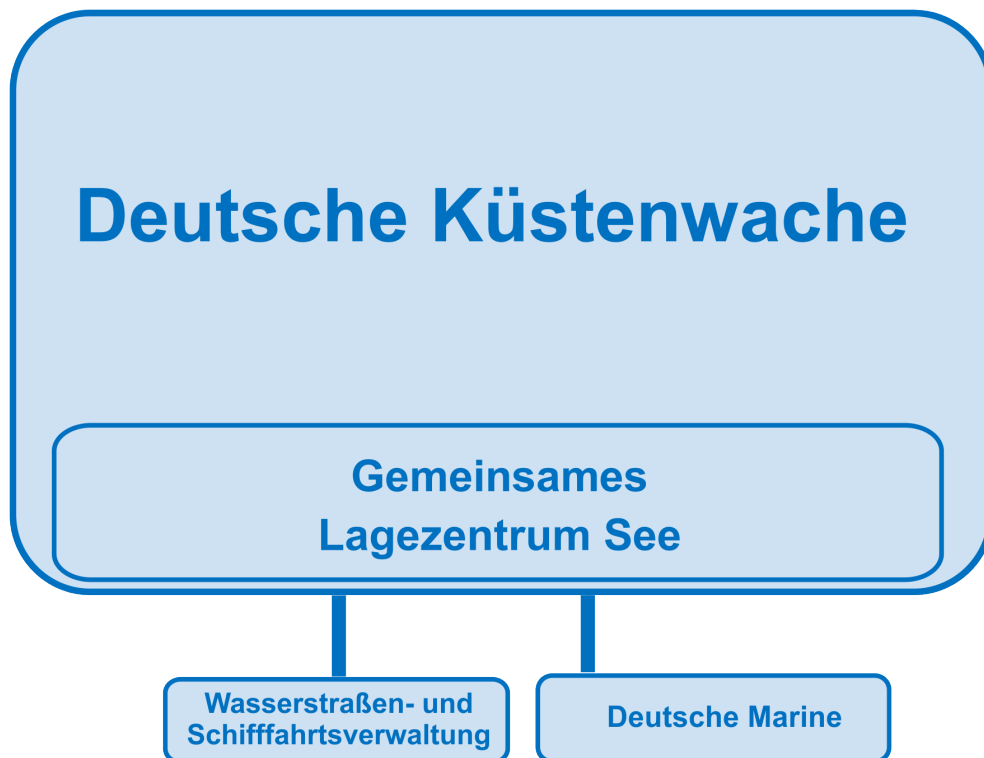 Deutsche Küstenwache
Gemeinsames
Lagezentrum See
Wasserstraßen- und
Schifffahrtsverwaltung
Deutsche Marine